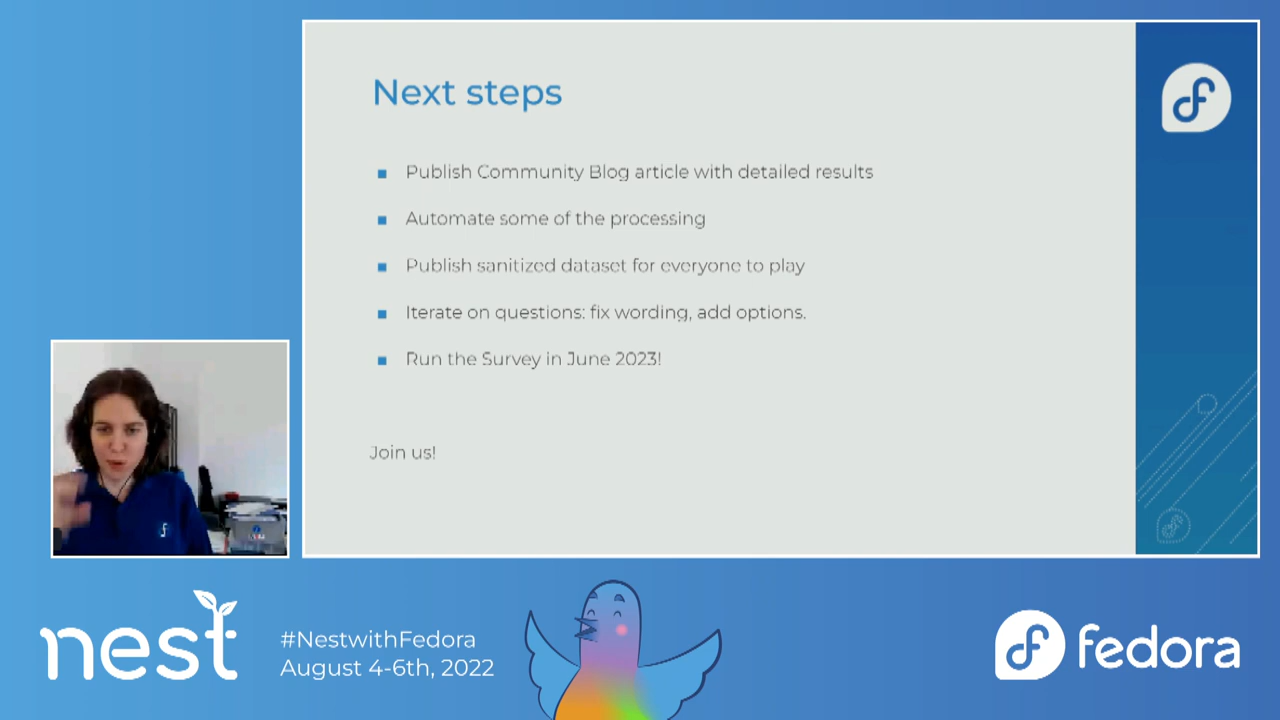 Next steps
Publish Community Blog article with detailed results
Automate some of the processing
Publish sanitized dataset for everyone to play
Iterate on questions: fix wording, add options.
Run the Survey in June 2023!
Join us!
nest
#NestwithFedora
August 4-6th, 2022
fedora